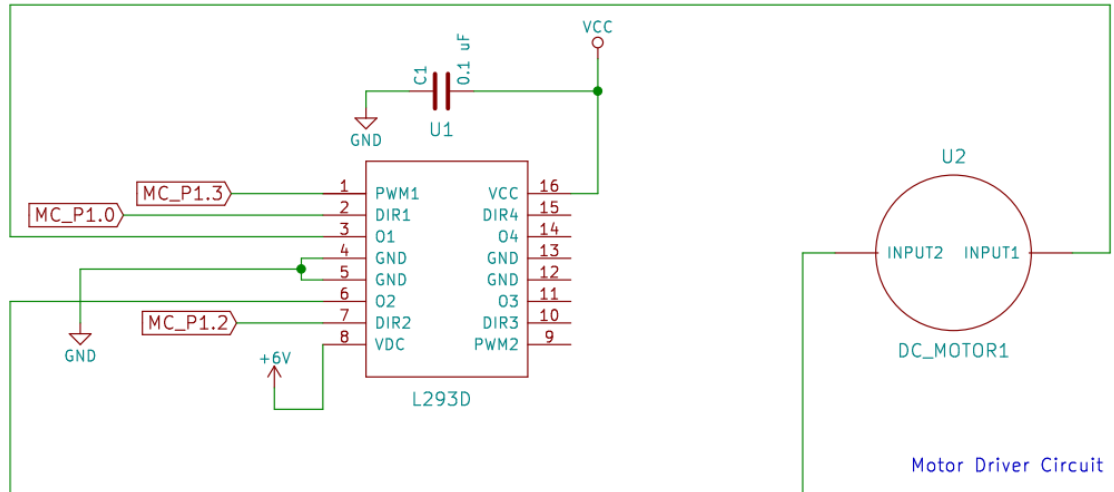 VCC
C1
0.1 uF
GND
U1
U2
MC_P1.3
MC_P1.0
MC_P1.2
1 PWM1 VCC 16
2 DIR1 DIR4 15
3 O1 O4 14
4 GND GND 13
5 GND GND 12
6 O2 O3 11
7 DIR2 DIR3 10
8 VDC PWM2 9
GND
+6V
L293D
INPUT2 INPUT1
DC_MOTOR1
Motor Driver Circuit